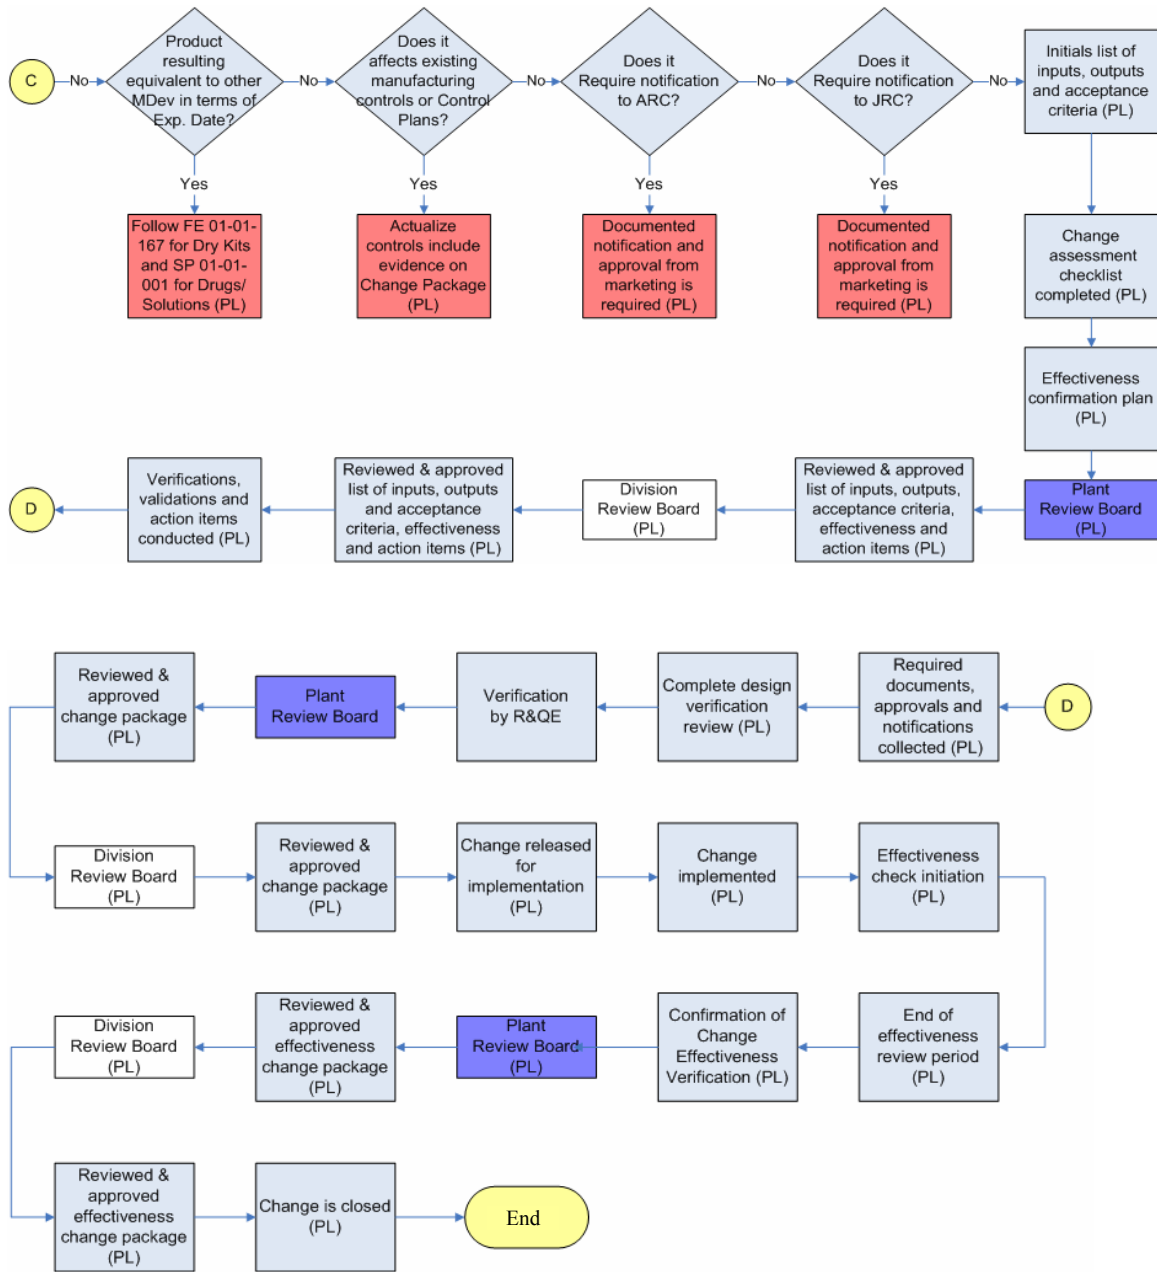 C
No
Product
resulting
equivalent to other
MDev in terms of
Exp. Date?
No
Does it
affects existing
manufacturing
controls or Control
Plans?
No
Does it
Require notification
to ARC?
No
Does it
Require notification
to JRC?
No
Initials list of
inputs, outputs
and acceptance
criteria (PL)
Yes
Yes
Yes
Yes
Follow FE 01-01-
167 for Dry Kits
and SP 01-01-
001 for Drugs/
Solutions (PL)
Actualize
controls include
evidence on
Change Package
(PL)
Documented
notification and
approval from
marketing is
required (PL)
Documented
notification and
approval from
marketing is
required (PL)
Change
assessment
checklist
completed (PL)
Effectiveness
confirmation plan
(PL)
Plant
Review Board
(PL)
Reviewed & approved
list of inputs, outputs,
acceptance criteria,
effectiveness and
action items (PL)
Division
Review Board
(PL)
Reviewed & approved
list of inputs, outputs
and acceptance
criteria, effectiveness
and action items (PL)
Verifications,
validations and
action items
conducted (PL)
D
D
Required
documents,
approvals and
notifications
collected (PL)
Complete design
verification
review (PL)
Verification
by R&QE
Plant
Review Board
Reviewed &
approved
change package
(PL)
Division
Review Board
(PL)
Reviewed &
approved
change package
(PL)
Change released
for
implementation
(PL)
Change
implemented
(PL)
Effectiveness
check initiation
(PL)
End of
effectiveness
review period
(PL)
Confirmation of
Change
Effectiveness
Verification (PL)
Plant
Review Board
(PL)
Reviewed &
approved
effectiveness
change package
(PL)
Division
Review Board
(PL)
Reviewed &
approved
effectiveness
change package
(PL)
Change is closed
(PL)
End